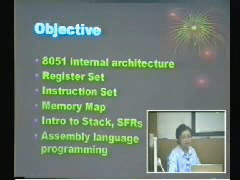 Objective
8051 Internal architecture
Register Set
Instruction Set
Memory Map
Intro to Stack, SFRs
Assembly language
programming